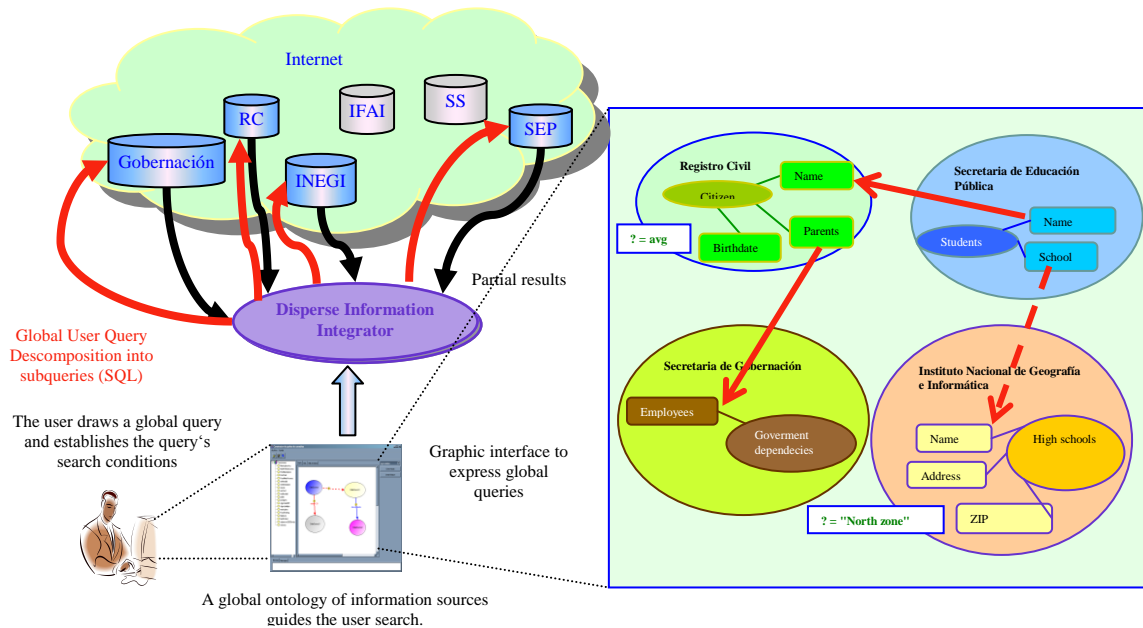 Internet
IFAI
SS
RC
SEP
Gobernación
INEGI
Partial results
Disperse Information
Integrator
Global User Query
Descomposition into
subqueries (SQL)
The user draws a global query
and establishes the query‘s
search conditions
Graphic interface to
express global
queries
A global ontology of information sources
guides the user search.
Registro Civil
Name
Citizen
Parents
Birthdate
? = avg
Secretaria de Educación
Pública
Name
Students
School
Secretaria de Gobernación
Employees
Goverment
dependecies
Instituto Nacional de Geografía
e Informática
Name
High schools
Address
ZIP
? = "North zone"